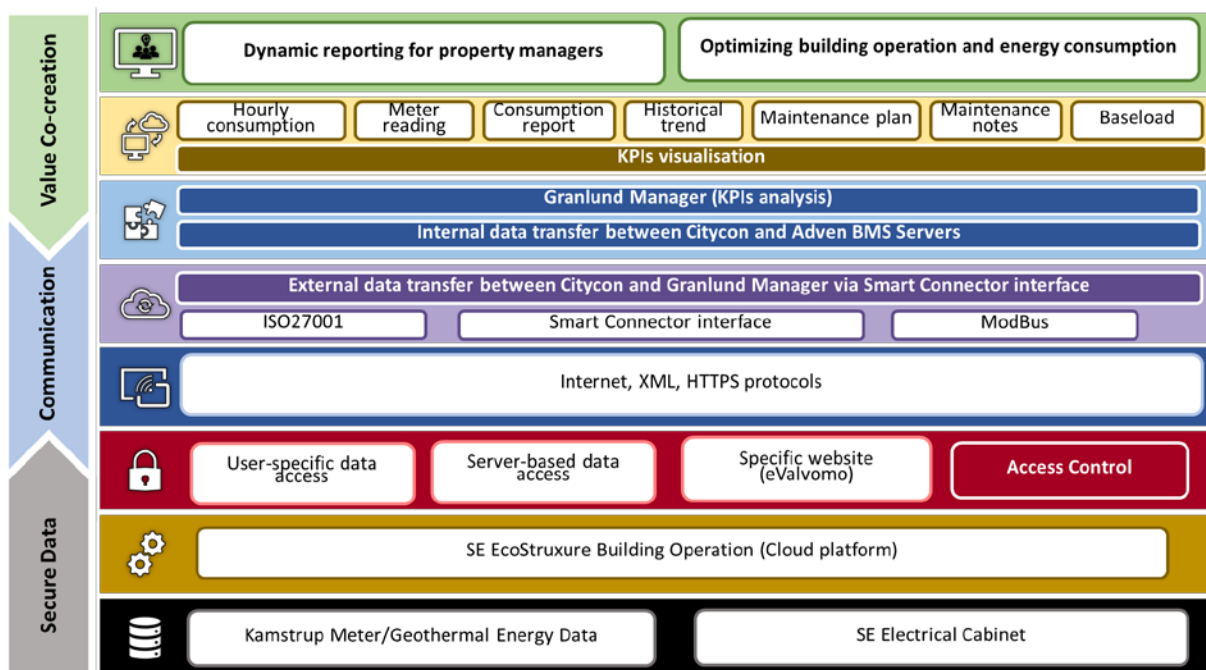 Value Co-creation
Communication
Secure Data
Dynamic reporting for property managers
Optimizing building operation and energy consumption
Hourly
consumption
Meter
reading
Consumption
report
Historical
trend
Maintenance plan
Maintenance
notes
Baseload
KPIs visualisation
Granlund Manager (KPIs analysis)
Internal data transfer between Citycon and Adven BMS Servers
External data transfer between Citycon and Granlund Manager via Smart Connector interface
ISO27001
Smart Connector interface
ModBus
Internet, XML, HTTPS protocols
User-specific data
access
Server-based data
access
Specific website
(eValvomo)
Access Control
SE EcoStruxure Building Operation (Cloud platform)
Kamstrup Meter/Geothermal Energy Data
SE Electrical Cabinet